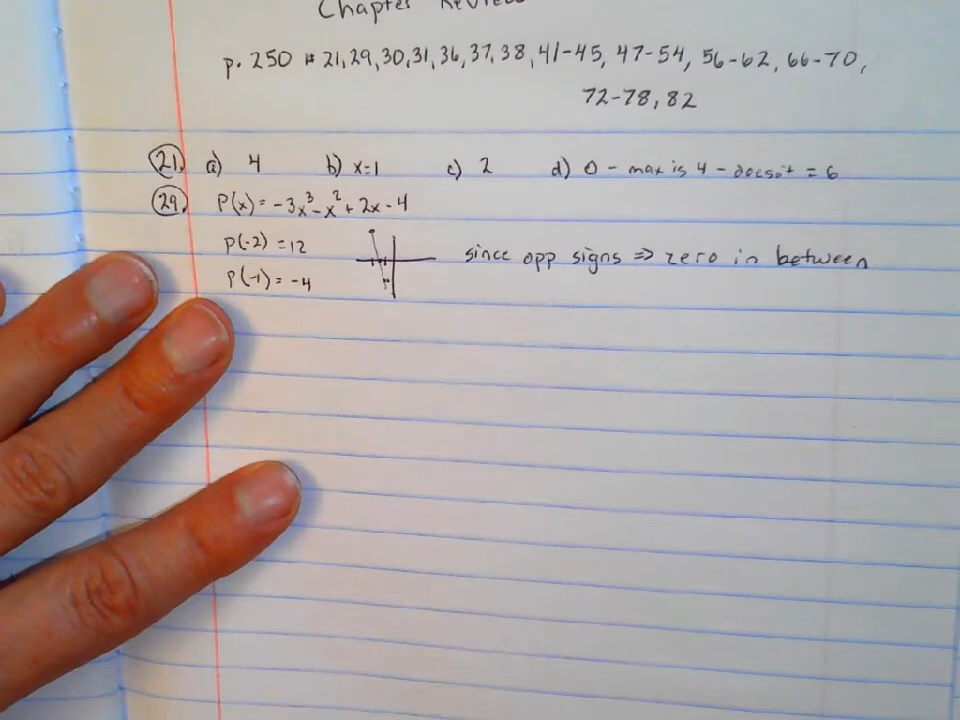 Chapter Review
p. 250 # 21, 29, 30, 31, 36, 37, 38, 41-45, 47-54, 56-62, 66-70,
72-78, 82
21. a) 4 b) x=1 c) 2 d) 0 - max is 4 - doesn't = 6
29. P(x) = -3x³-x²+2x-4
P(-2) = 12
since opp signs ⇒ zero in between
P(-1) = -4